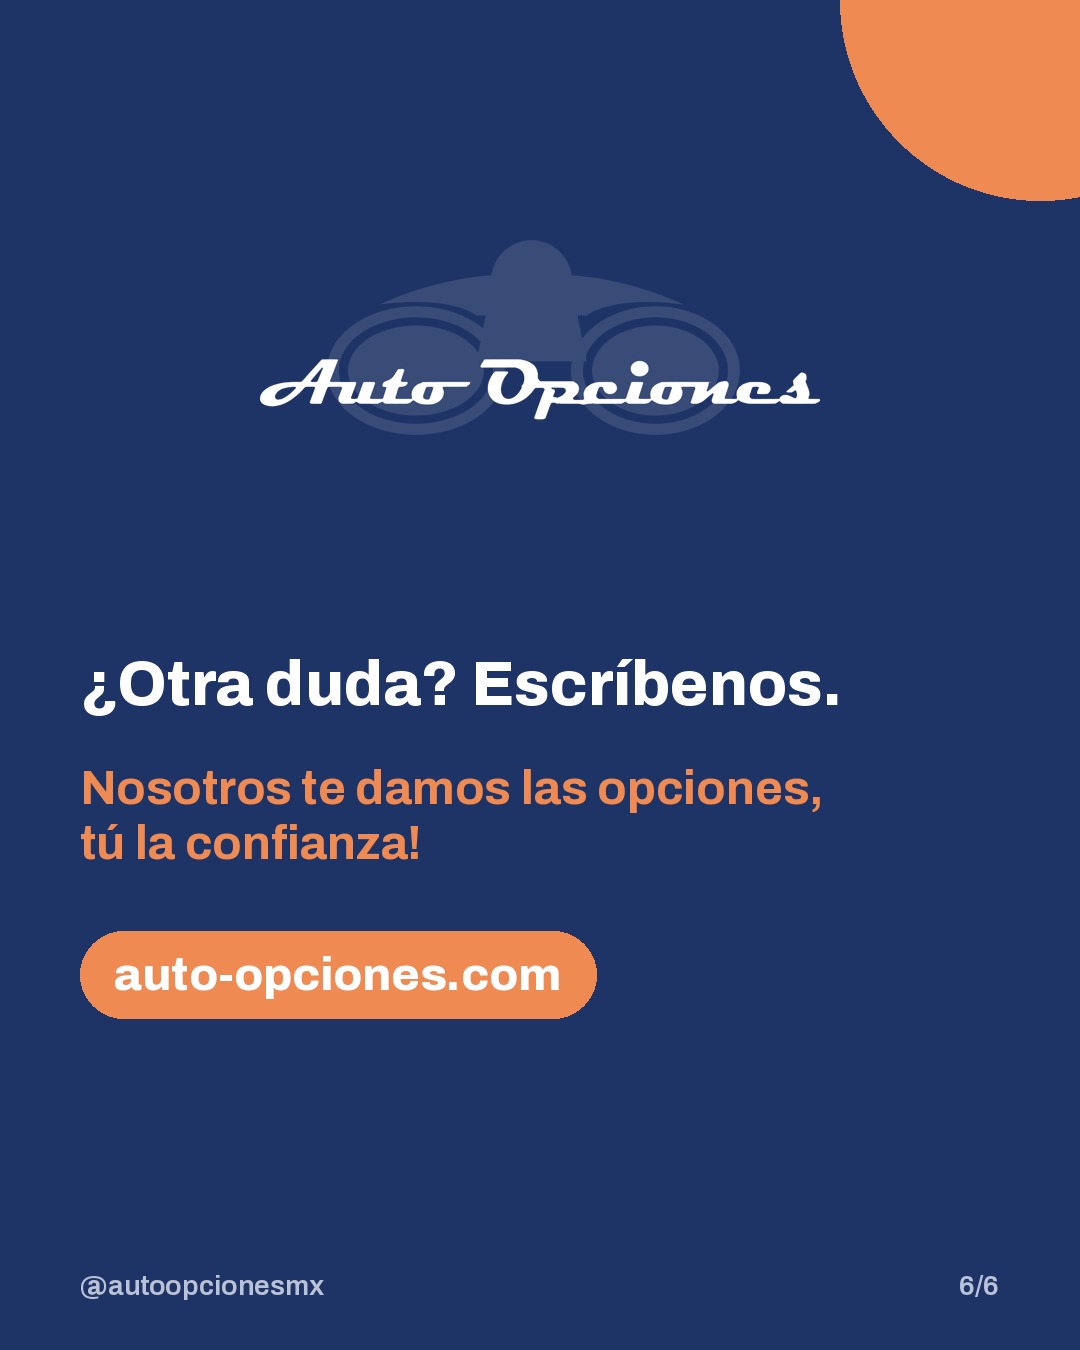 Auto Opciones
¿Otra duda? Escríbenos.
Nosotros te damos las opciones,
tú la confianza!
auto-opciones.com
@autoopcionesmx
6/6